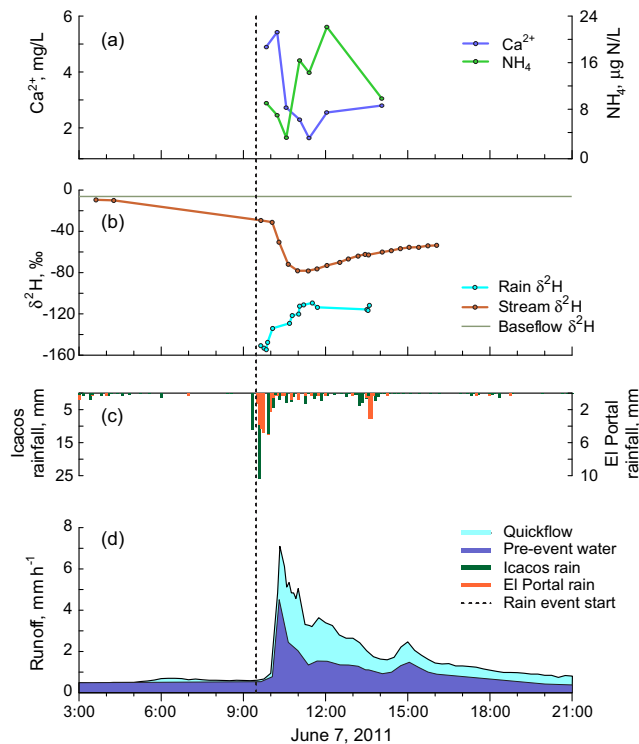 (a)
Ca²⁺, mg/L
6
4
2
NH₄, µg N/L
24
16
8
0
Ca²⁺
NH₄
(b)
δ²H, ‰
0
-40
-80
-120
-160
Rain δ²H
Stream δ²H
Baseflow δ²H
(c)
Icacos
rainfall, mm
5
15
25
El Portal
rainfall, mm
2
6
10
(d)
Runoff, mm h⁻¹
8
6
4
2
0
Quickflow
Pre-event water
Icacos rain
El Portal rain
Rain event start
3:00 6:00 9:00 12:00 15:00 18:00 21:00
June 7, 2011